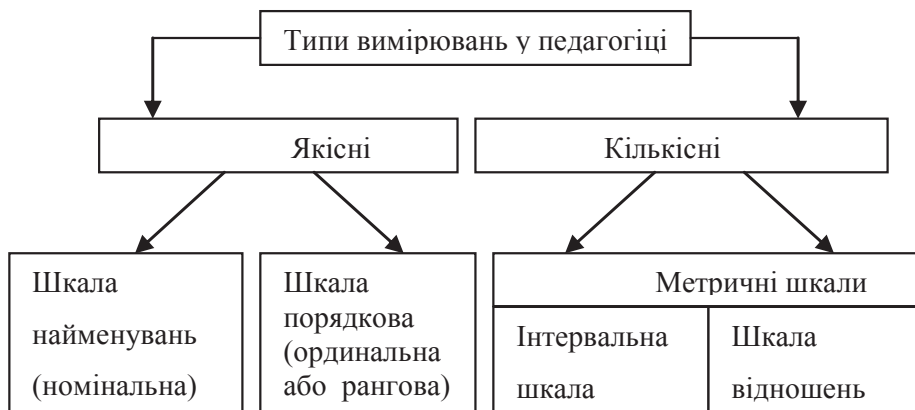 Типи вимірювань у педагогіці
Якісні
Кількісні
Шкала
найменувань
(номінальна)
Шкала
порядкова
(ординальна
або рангова)
Метричні шкали
Інтервальна
шкала
Шкала
відношень